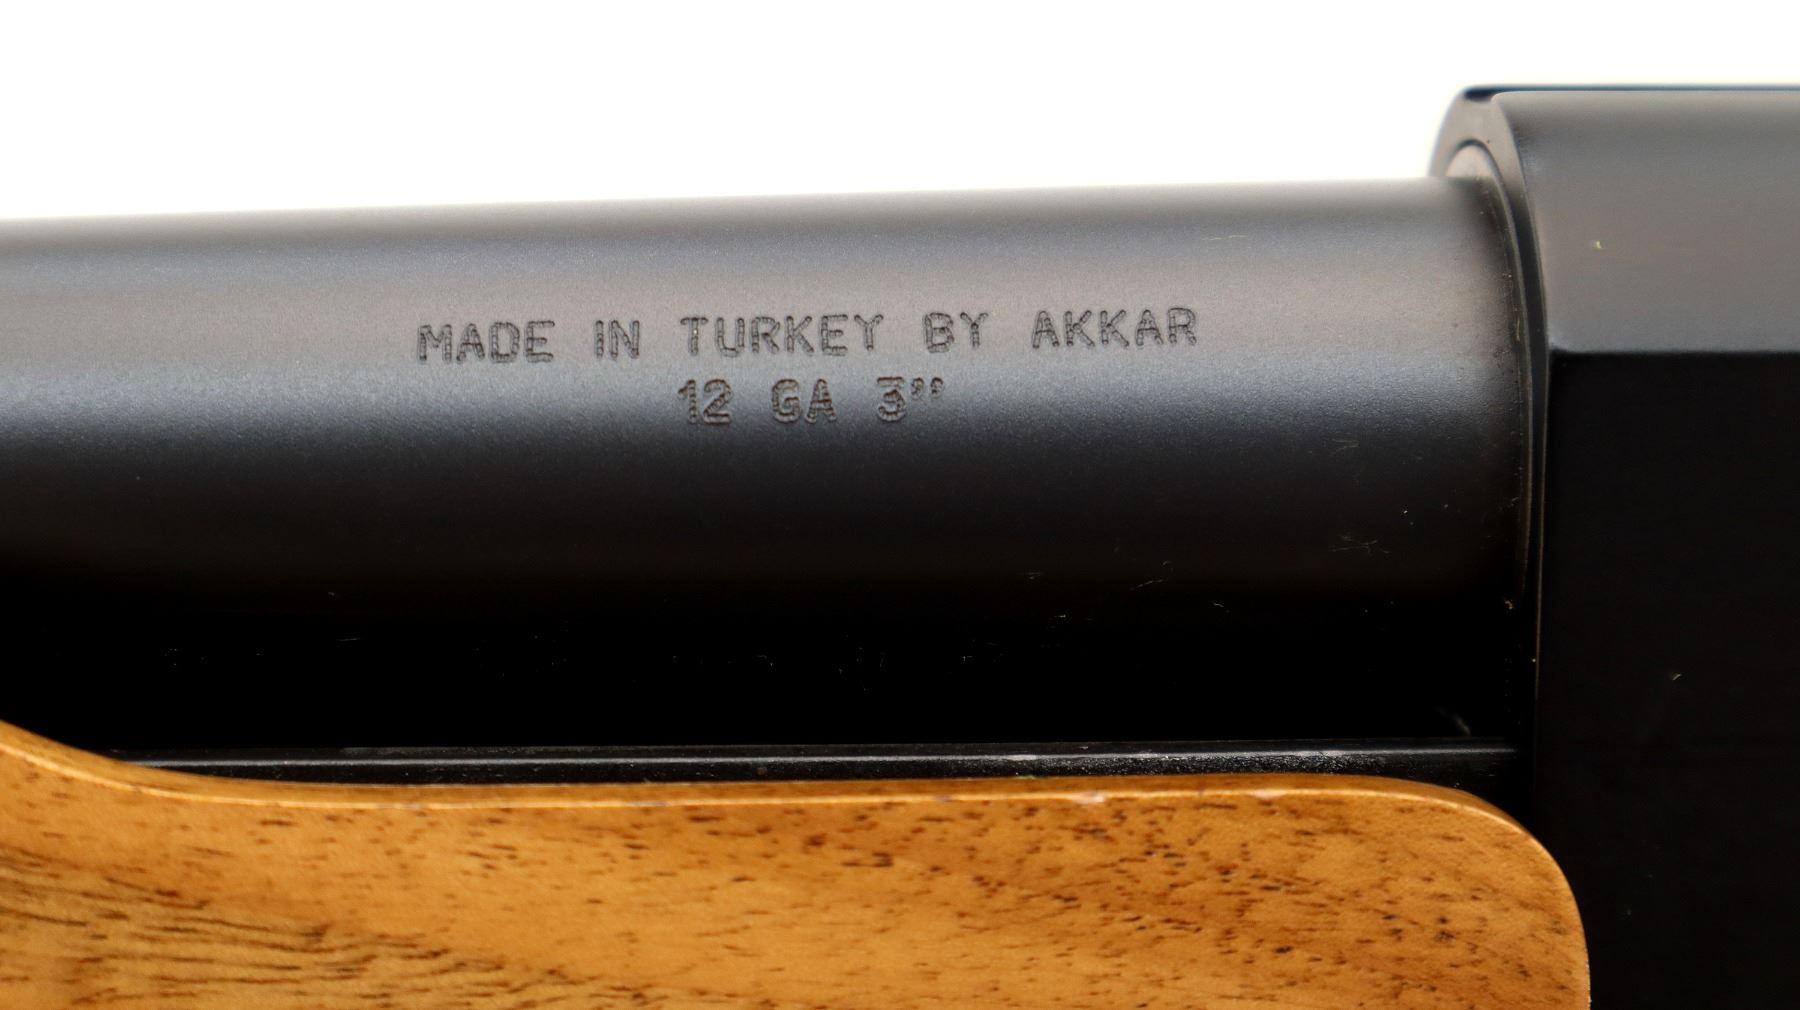 MADE IN TURKEY BY AKKAR
12 GA 3”